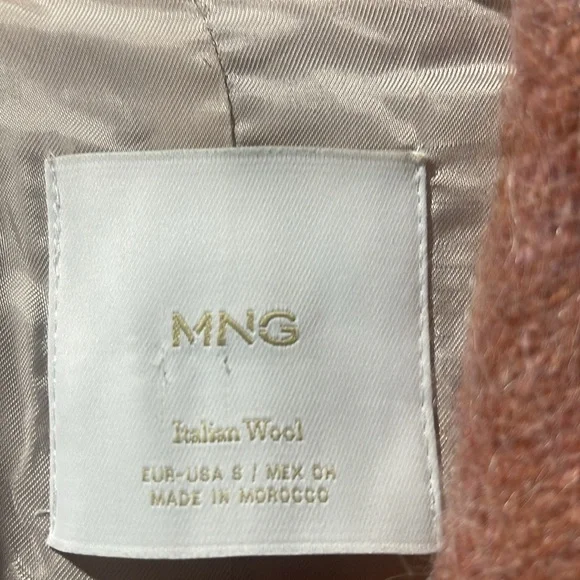 MNG
Italian Wool
EUR-USA S / MEX CH
MADE IN MOROCCO